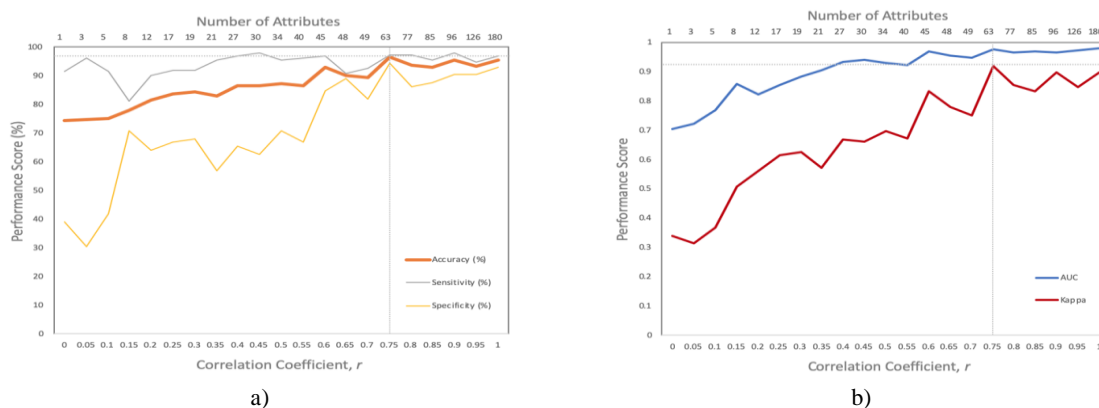 Number of Attributes
1 3 5 8 12 17 19 21 27 30 34 40 45 48 49 63 77 85 96 126 180
100
90
80
70
60
50
40
30
20
10
0
Performance Score (%)
Accuracy (%)
Sensitivity (%)
Specificity (%)
0 0.05 0.1 0.15 0.2 0.25 0.3 0.35 0.4 0.45 0.5 0.55 0.6 0.65 0.7 0.75 0.8 0.85 0.9 0.95 1
Correlation Coefficient, r
a)
Number of Attributes
1 3 5 8 12 17 19 21 27 30 34 40 45 48 49 63 77 85 96 126 180
1
0.9
0.8
0.7
0.6
0.5
0.4
0.3
0.2
0.1
0
Performance Score
AUC
Kappa
0 0.05 0.1 0.15 0.2 0.25 0.3 0.35 0.4 0.45 0.5 0.55 0.6 0.65 0.7 0.75 0.8 0.85 0.9 0.95 1
Correlation Coefficient, r
b)